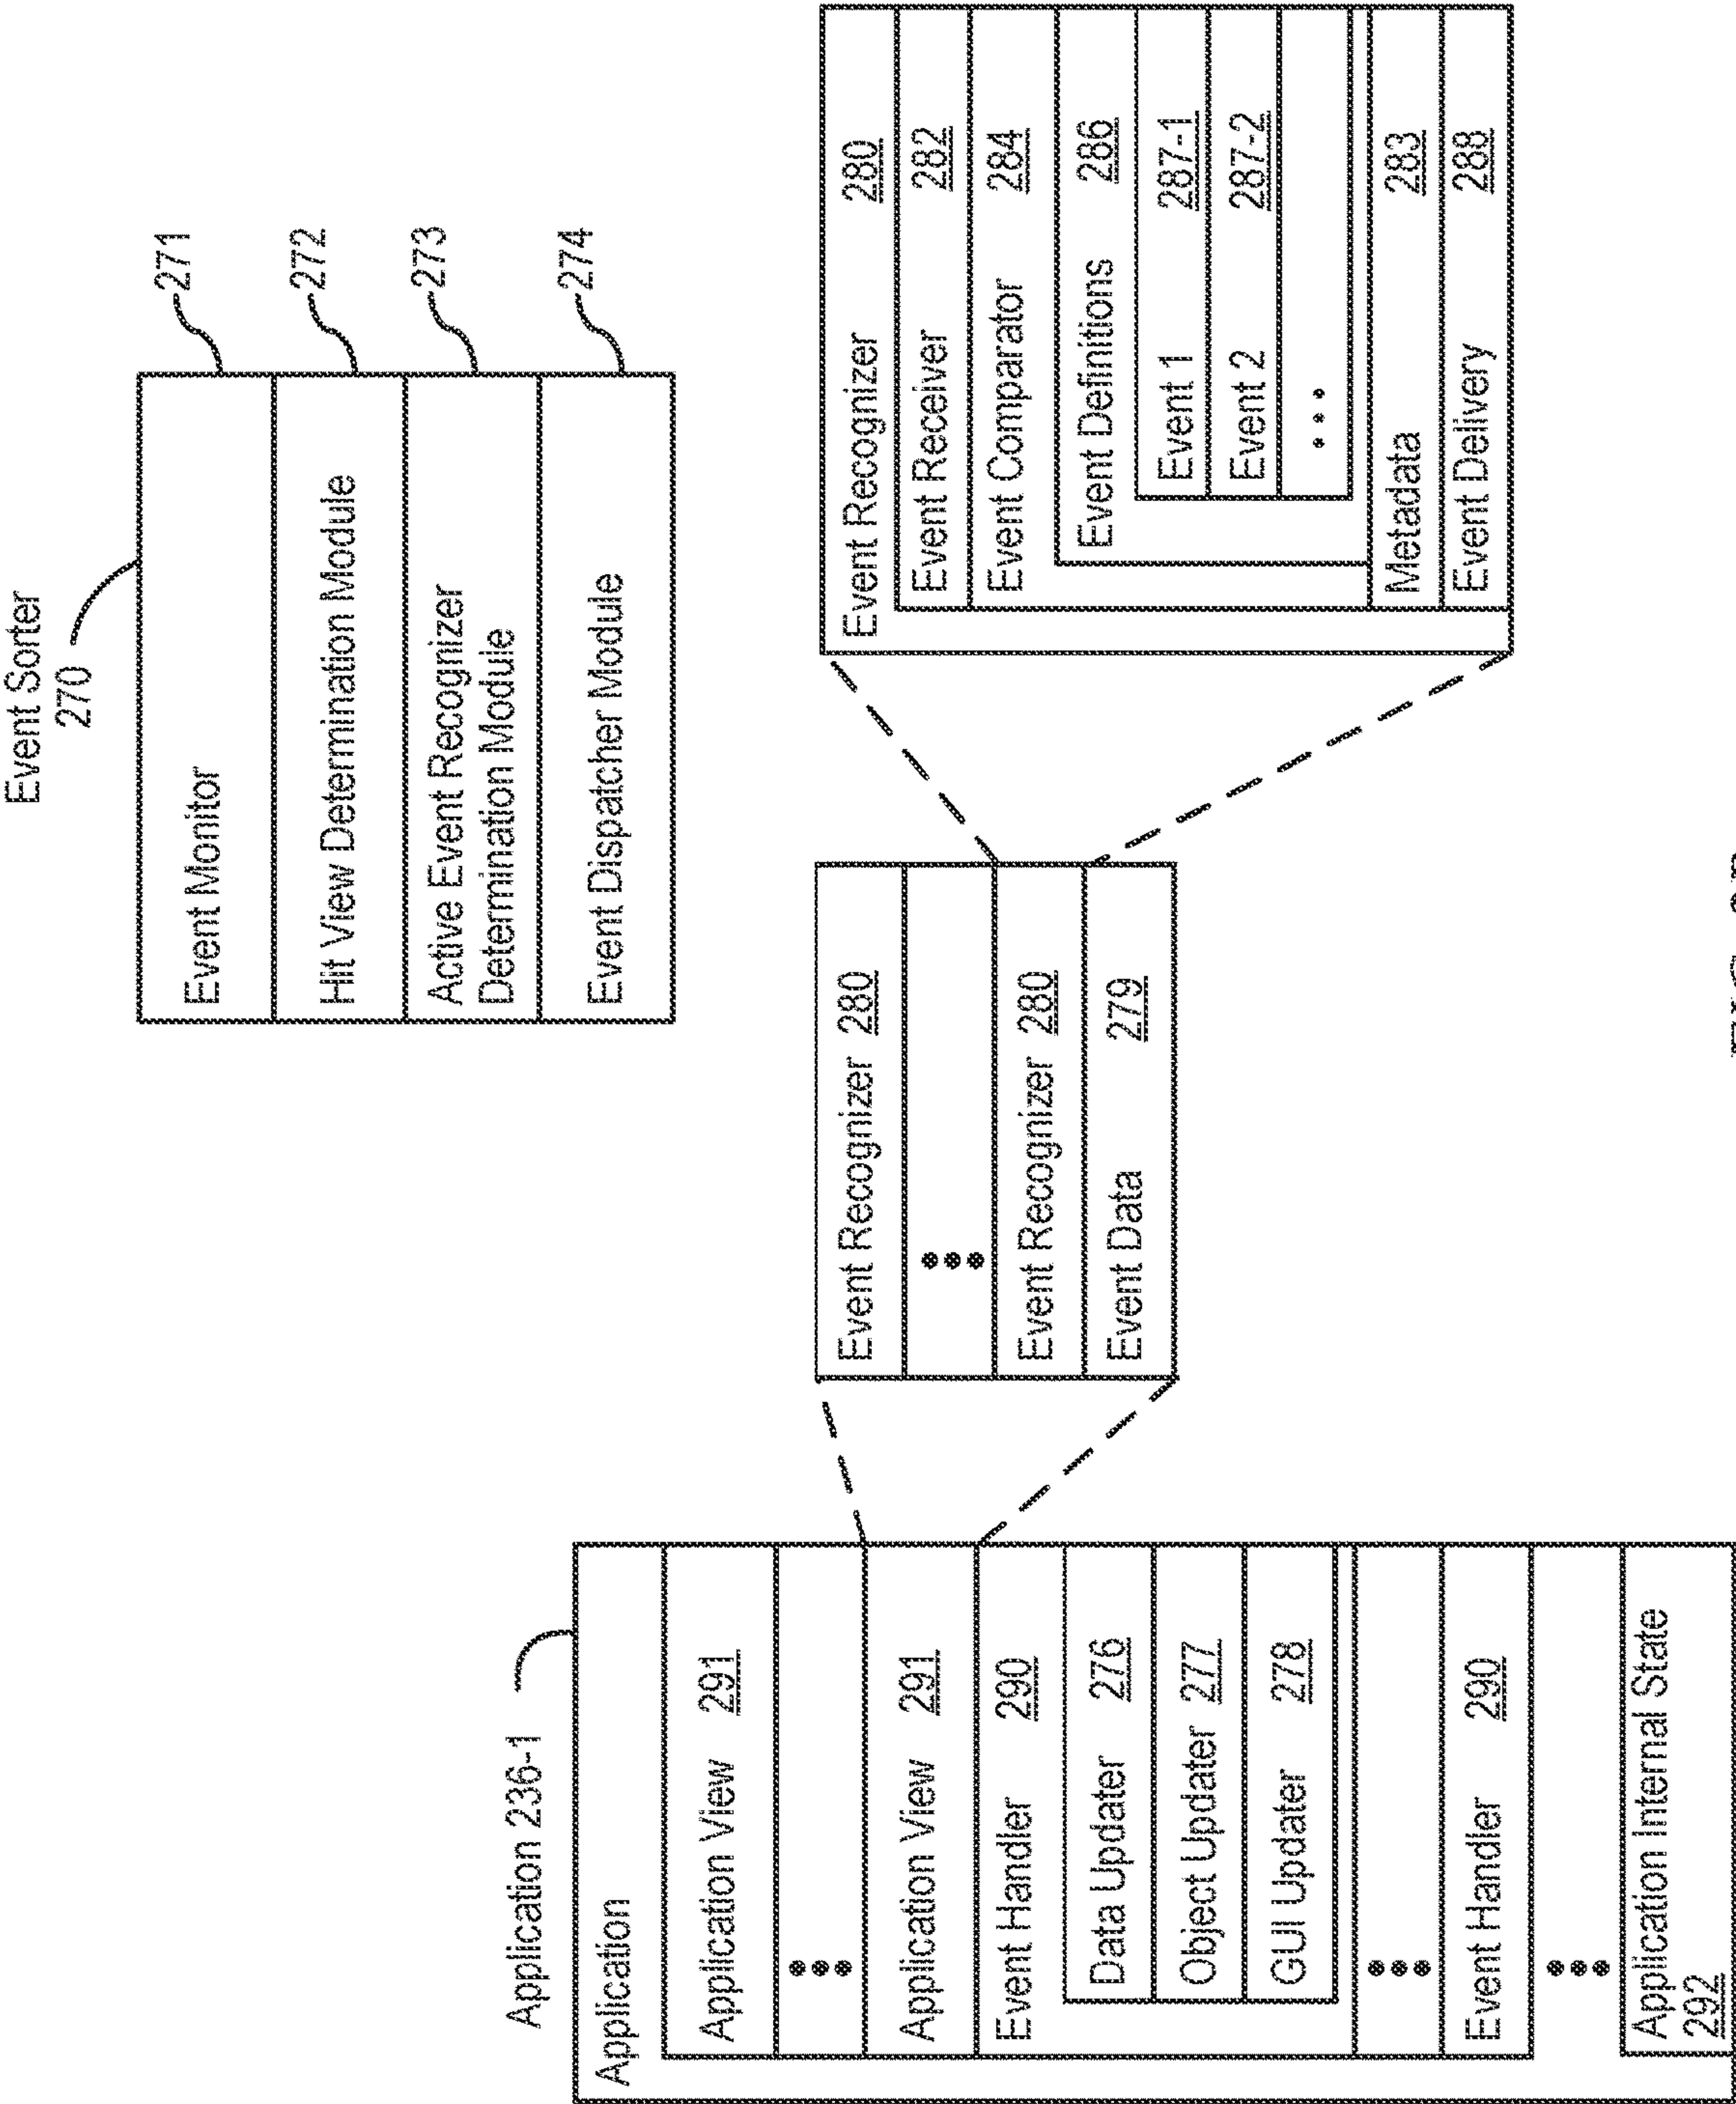 Event Sorter
270
Event Monitor
271
Hit View Determination Module
272
Active Event Recognizer
Determination Module
273
Event Dispatcher Module
274
Application 236-1
Application
Application View 291
•••
Application View 291
Event Handler 290
Data Updater 276
Object Updater 277
GUI Updater 278
•••
Event Handler 290
•••
Application Internal State
292
Event Recognizer 280
•••
Event Recognizer 280
Event Data 279
Event Recognizer 280
Event Receiver 282
Event Comparator 284
Event Definitions 286
Event 1 287-1
Event 2 287-2
•••
Metadata 283
Event Delivery 288